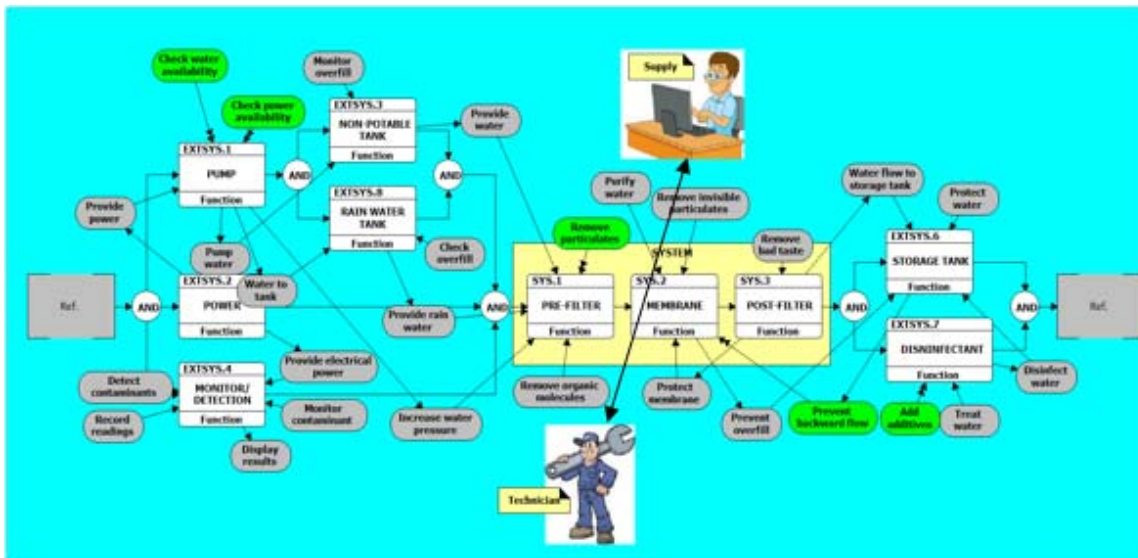 Check water
availability
Monitor
overfill
Check power
availability
EXTSYS.3
NON-POTABLE
TANK
Function
Provide
water
Supply
EXTSYS.1
PUMP
Function
AND
AND
EXTSYS.8
RAIN WATER
TANK
Function
Purify
water
Remove invisible
particulates
Water flow to
storage tank
Protect
water
Provide
power
Remove
particulates
Remove
bad taste
SYSTEM
Pump
water
Check
overfill
EXTSYS.2
POWER
Function
Water to
tank
EXTSYS.6
STORAGE TANK
Function
Ref.
AND
AND
SYS.1
PRE-FILTER
Function
SYS.2
MEMBRANE
Function
SYS.3
POST-FILTER
Function
AND
AND
Ref.
Provide rain
water
EXTSYS.7
DISNINFECTANT
Function
Provide electrical
power
Detect
contaminants
EXTSYS.4
MONITOR/
DETECTION
Function
Remove organic
molecules
Protect
membrane
Disinfect
water
Record
readings
Monitor
contaminant
Increase water
pressure
Prevent
overfill
Prevent
backward flow
Add
additives
Treat
water
Display
results
Technician